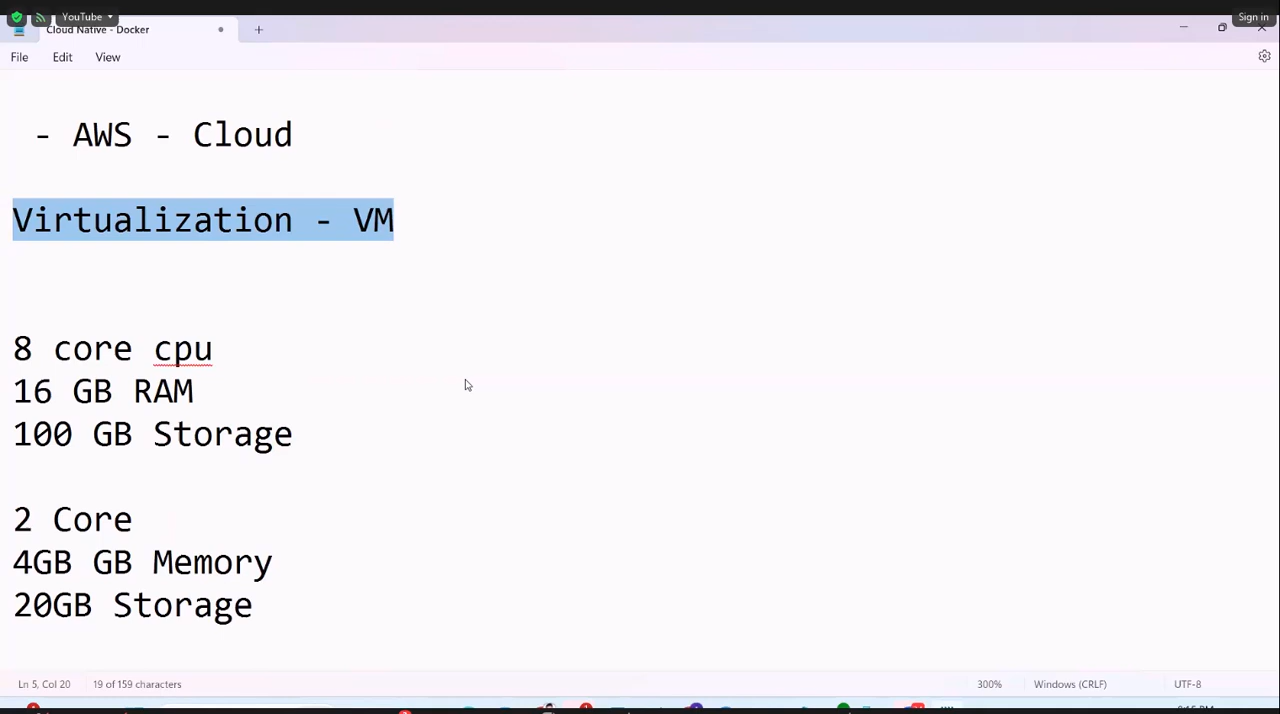 YouTube
Sign in
Cloud Native - Docker
File Edit View
- AWS - Cloud
Virtualization - VM
8 core cpu
16 GB RAM
100 GB Storage
2 Core
4GB GB Memory
20GB Storage
Ln 5, Col 20 19 of 159 characters 300% Windows (CRLF) UTF-8